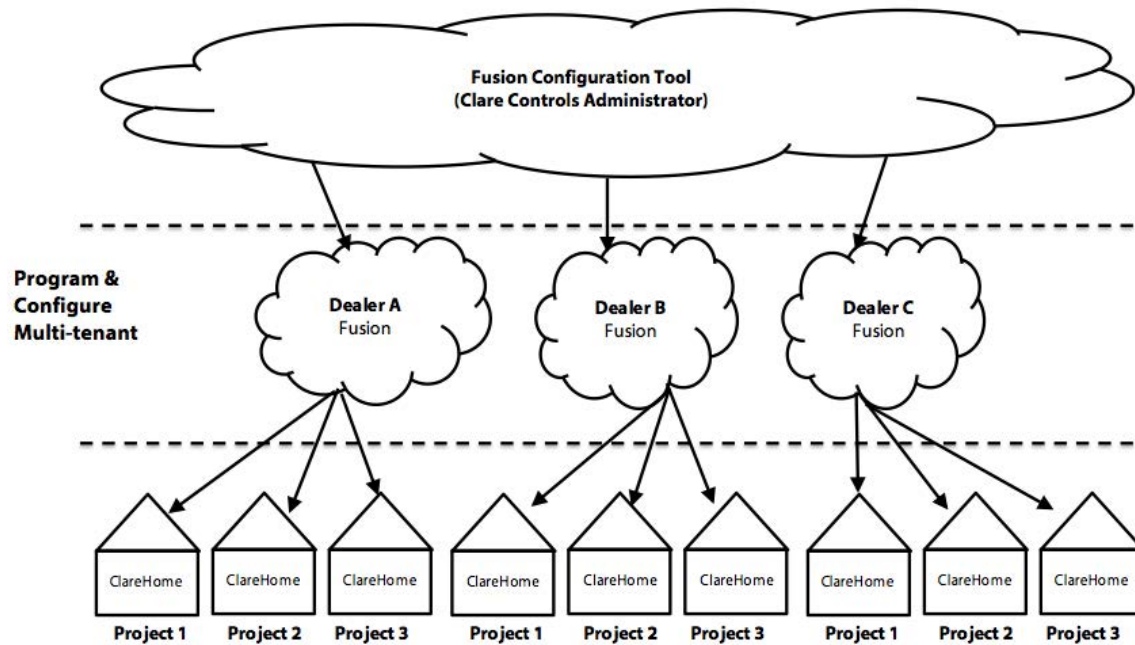 Fusion Configuration Tool
(Clare Controls Administrator)
Program &
Configure
Multi-tenant
Dealer A
Fusion
Dealer B
Fusion
Dealer C
Fusion
ClareHome
ClareHome
ClareHome
ClareHome
ClareHome
ClareHome
ClareHome
ClareHome
ClareHome
Project 1
Project 2
Project 3
Project 1
Project 2
Project 3
Project 1
Project 2
Project 3